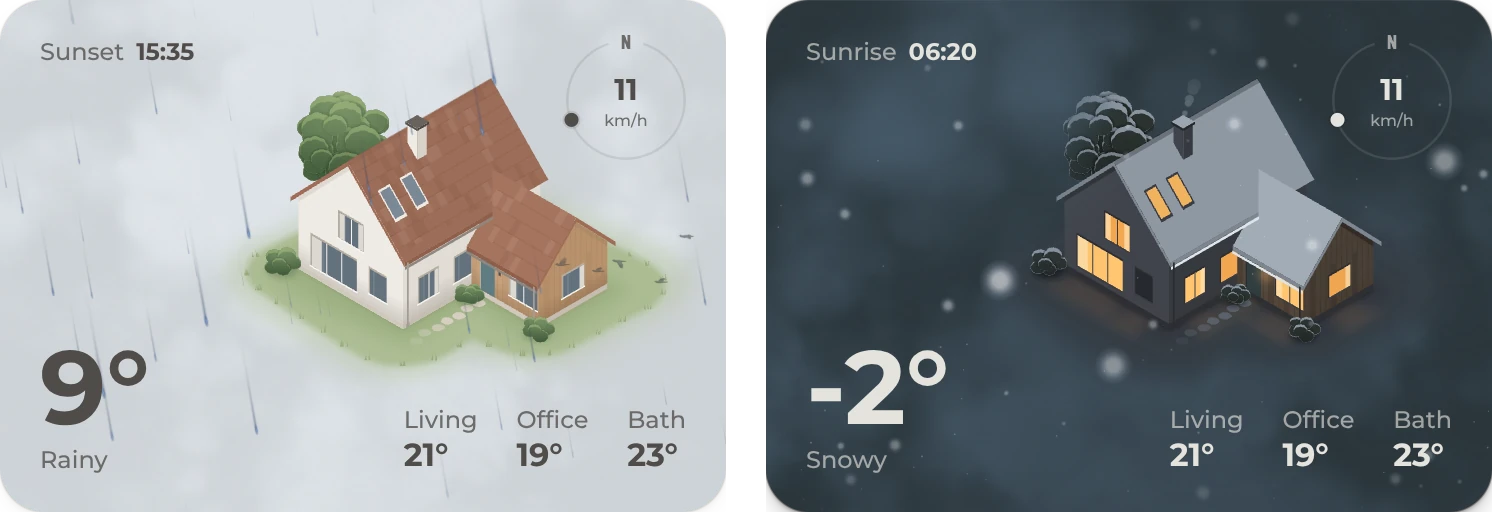 Sunset 15:35
N
11
km/h
9°
Rainy
Living Office Bath
21° 19° 23°
Sunrise 06:20
N
11
km/h
-2°
Snowy
Living Office Bath
21° 19° 23°